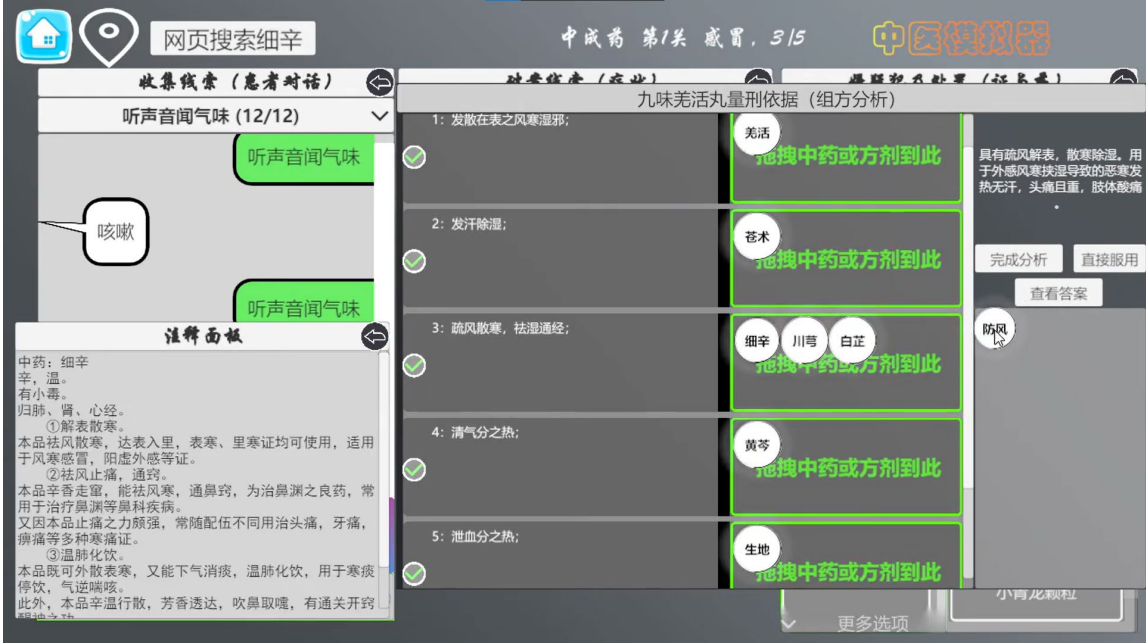 网页搜索细辛
中成药 第1关 感冒，3/5
中医模拟器
收集线索（患者对话）
听声音闻气味 (12/12)
听声音闻气味
咳嗽
听声音闻气味
注释面板
中药：细辛
辛，温。
有小毒。
归肺、肾、心经。
①解表散寒。
本品祛风散寒，达表入里，表寒、里寒证均可使用，适用
于风寒感冒，阳虚外感等证。
②祛风止痛，通窍。
本品辛香走窜，能祛风寒，通鼻窍，为治鼻渊之良药，常
用于治疗鼻渊等鼻科疾病。
又因本品止痛之力颇强，常随配伍不同用治头痛，牙痛，
痹痛等多种寒痛证。
③温肺化饮。
本品既可外散表寒，又能下气消痰，温肺化饮，用于寒痰
停饮，气逆喘咳。
此外，本品辛温行散，芳香透达，吹鼻取嚏，有通关开窍
醒神之功
九味羌活丸量刑依据（组方分析）
1：发散在表之风寒湿邪;
羌活
拖拽中药或方剂到此
2：发汗除湿;
苍术
拖拽中药或方剂到此
3：疏风散寒，祛湿通经;
细辛 川芎 白芷
拖拽中药或方剂到此
4：清气分之热;
黄芩
拖拽中药或方剂到此
5：泄血分之热;
生地
拖拽中药或方剂到此
具有疏风解表，散寒除湿。用
于外感风寒挟湿导致的恶寒发
热无汗，头痛且重，肢体酸痛
。
完成分析 直接服用
查看答案
防风
小青龙颗粒
更多选项